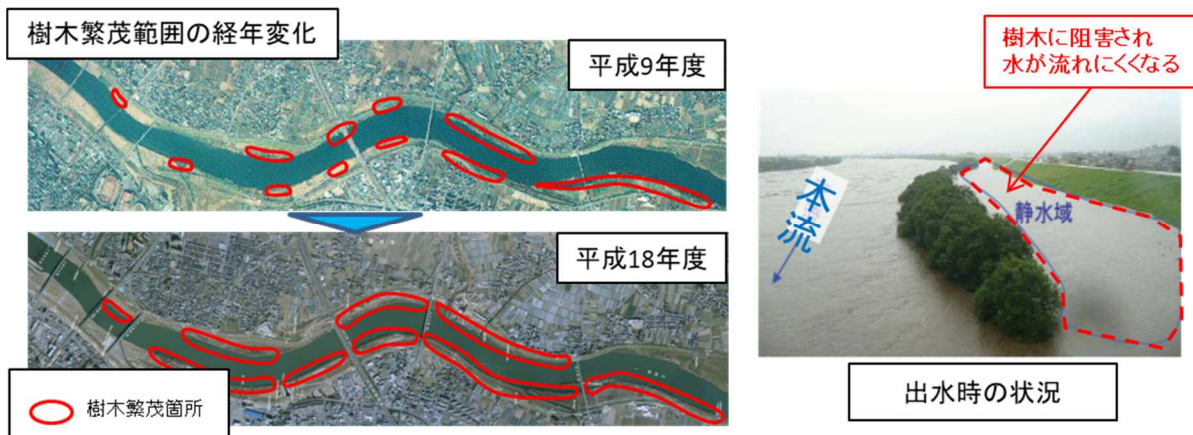 樹木繁茂範囲の経年変化
平成9年度
平成18年度
樹木繁茂箇所
樹木に阻害され
水が流れにくくなる
本流
静水域
出水時の状況